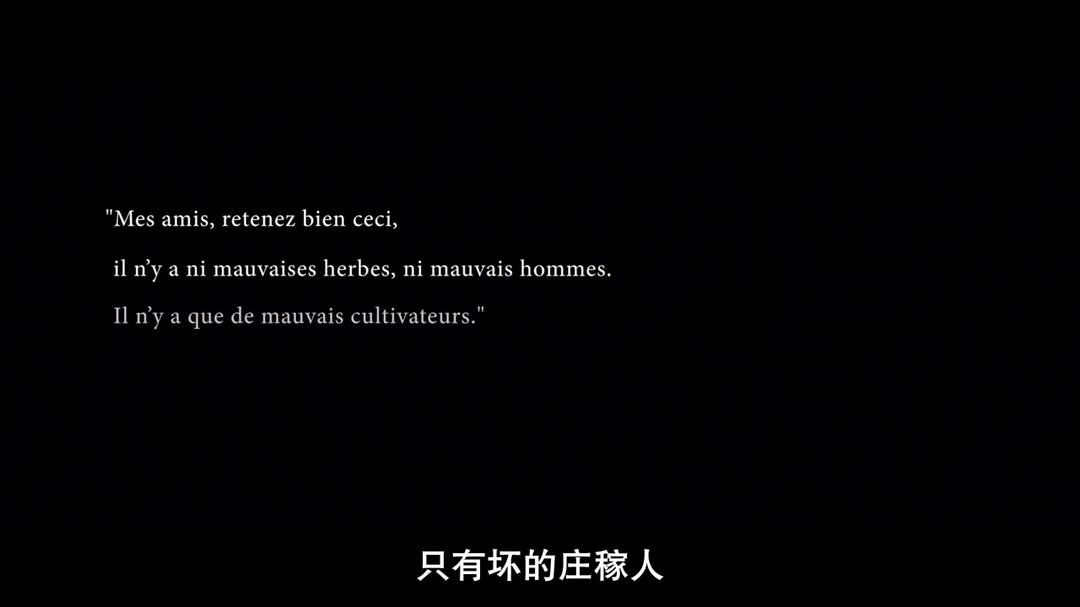 "Mes amis, retenez bien ceci,
il n’y a ni mauvaises herbes, ni mauvais hommes.
Il n’y a que de mauvais cultivateurs."
只有坏的庄稼人